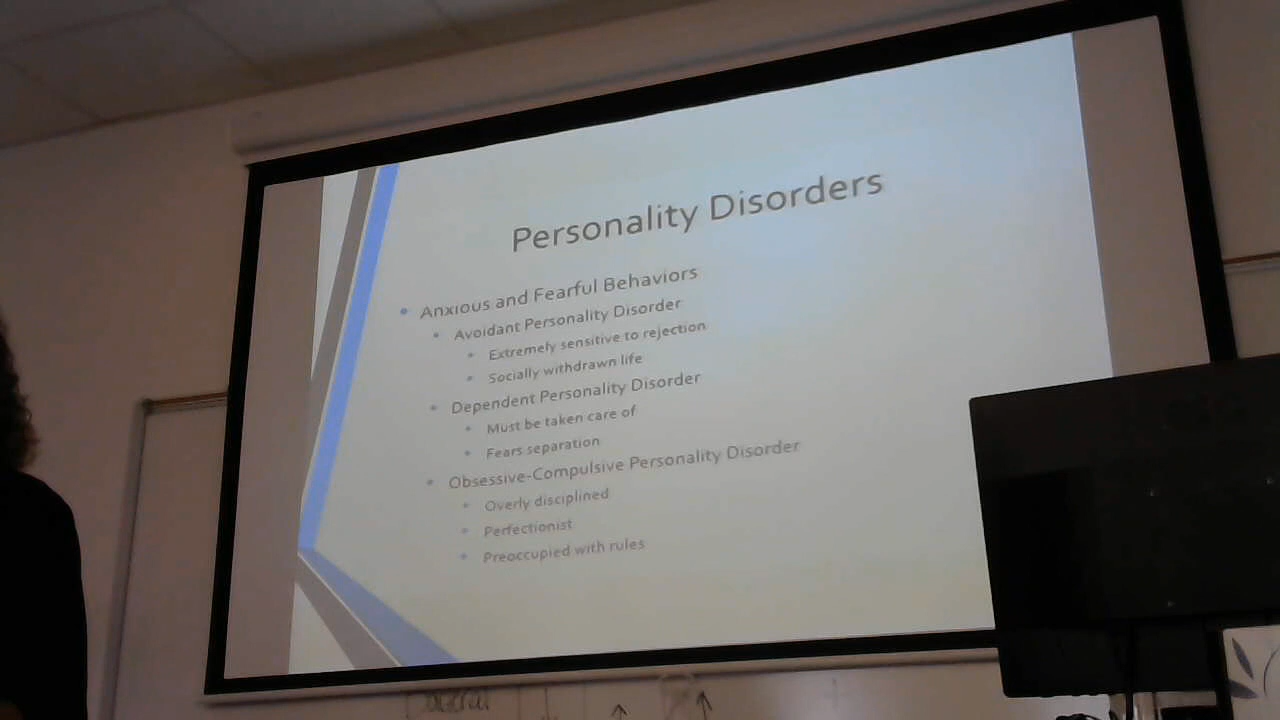 Personality Disorders
• Anxious and Fearful Behaviors
• Avoidant Personality Disorder
• Extremely sensitive to rejection
• Socially withdrawn life
• Dependent Personality Disorder
• Must be taken care of
• Fears separation
• Obsessive-Compulsive Personality Disorder
• Overly disciplined
• Perfectionist
• Preoccupied with rules